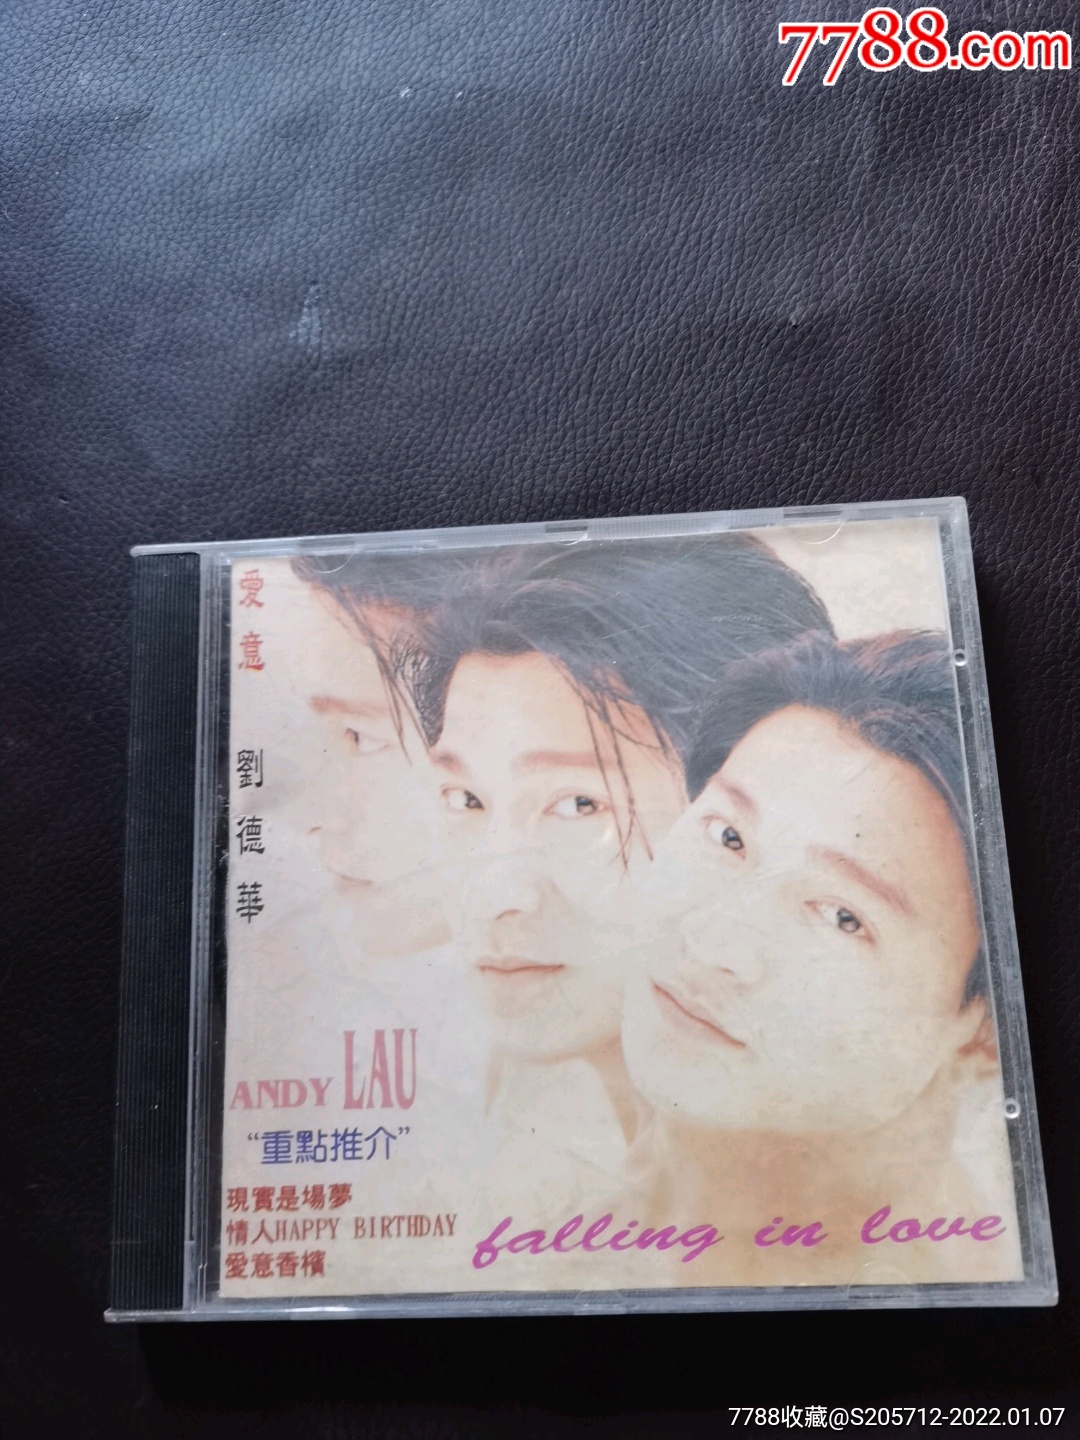 7788.com
愛意 劉德華
ANDY LAU
“重點推介”
現實是場夢
情人HAPPY BIRTHDAY
愛意香檳
falling in love
7788收藏@S205712-2022.01.07